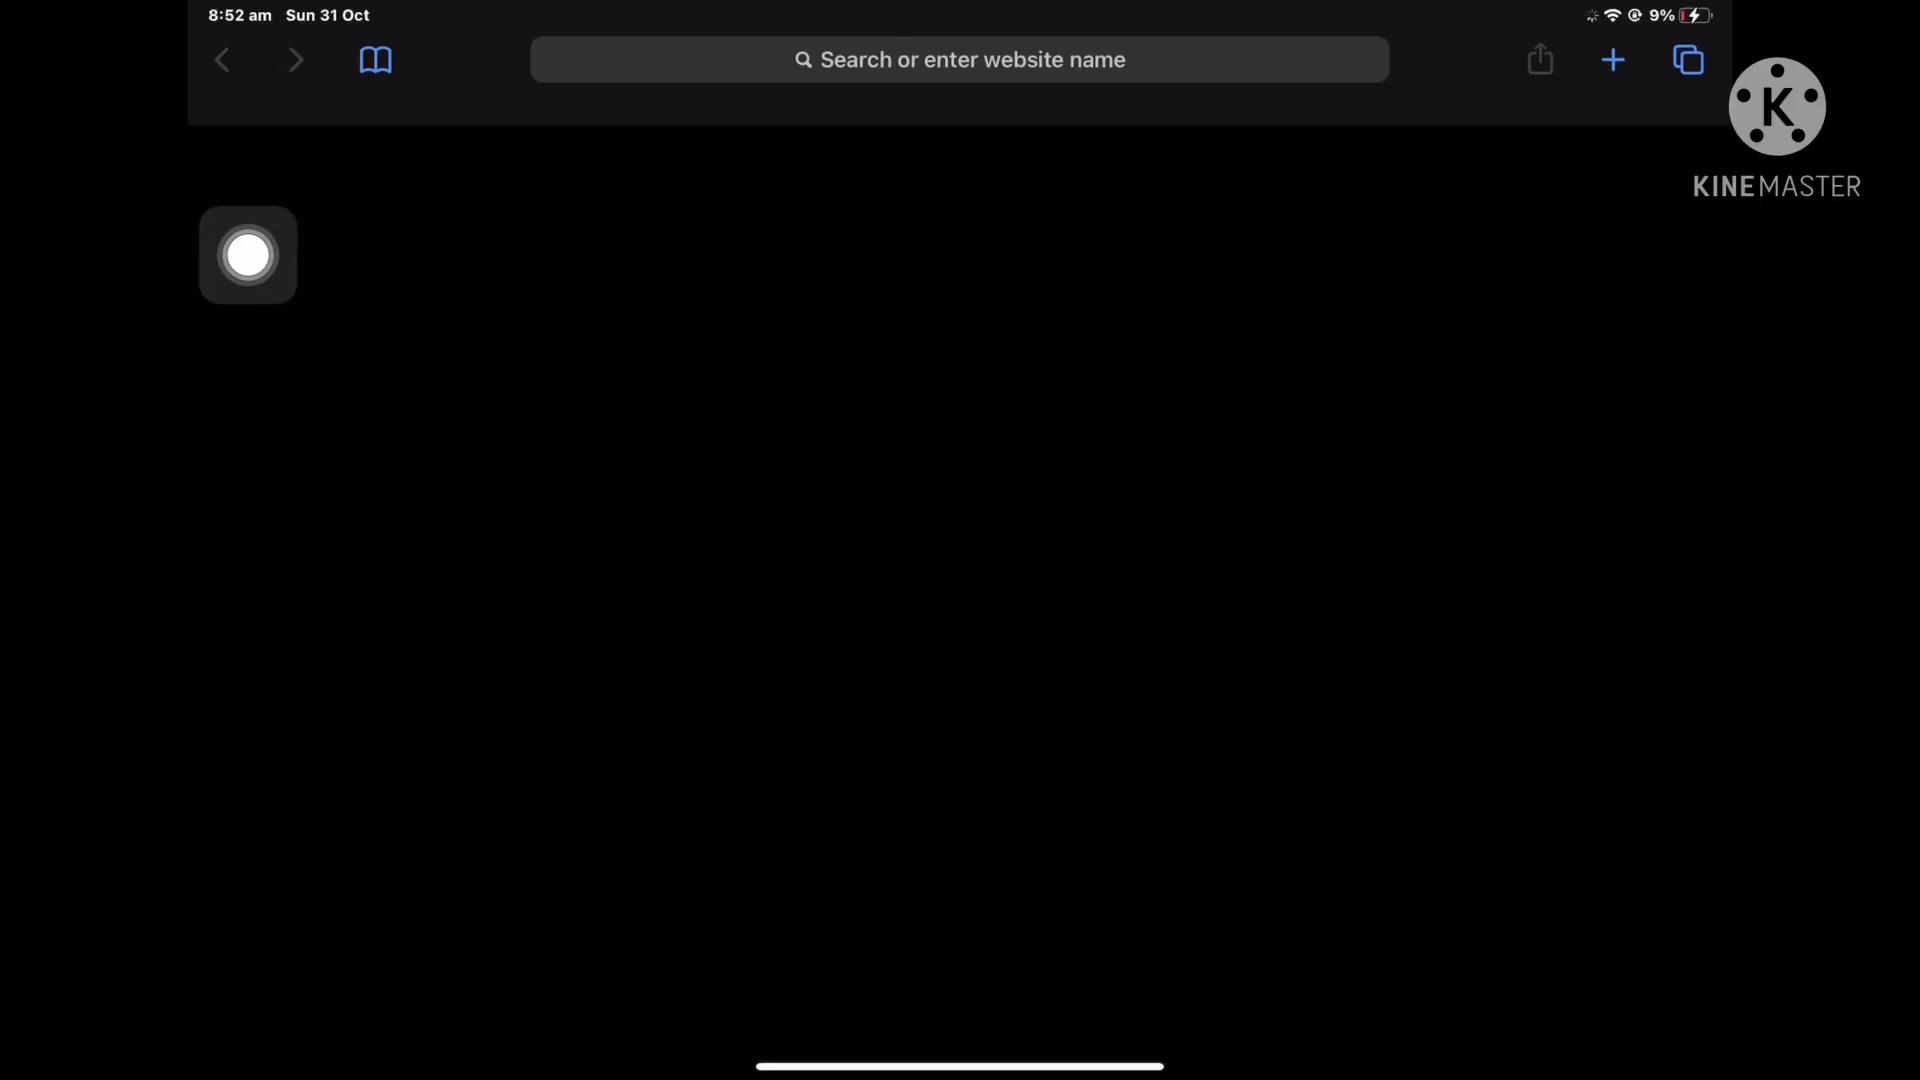 8:52 am Sun 31 Oct
9%
Search or enter website name
K
KINEMASTER